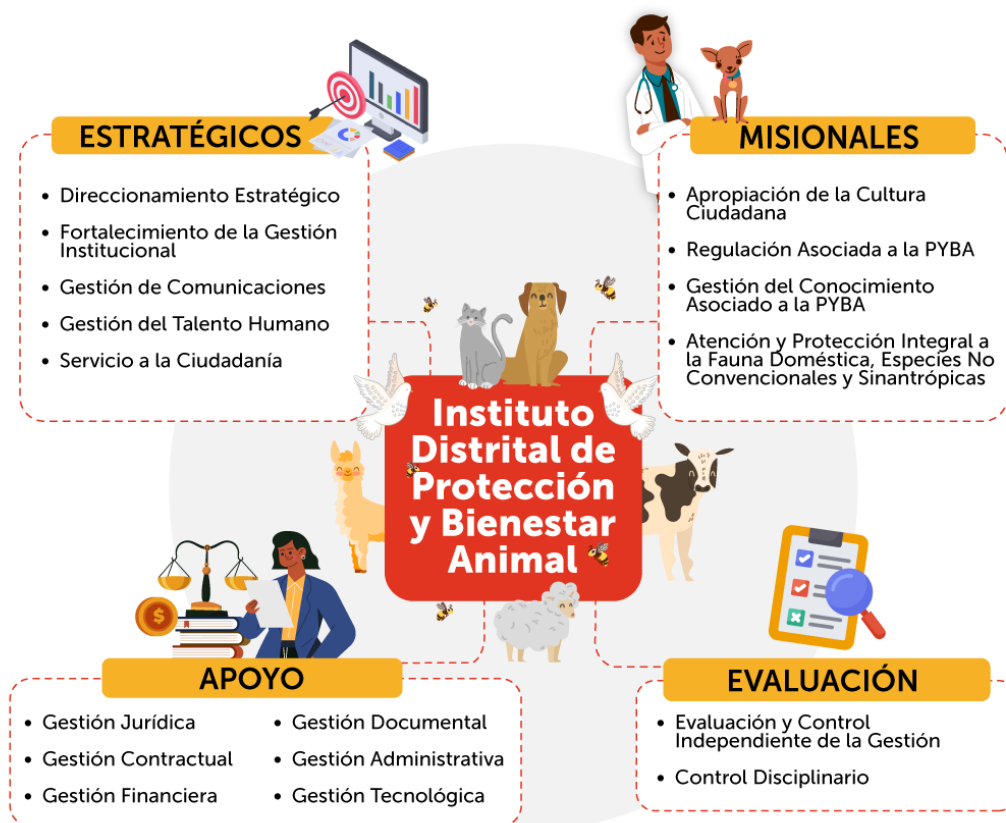 ESTRATÉGICOS
• Direccionamiento Estratégico
• Fortalecimiento de la Gestión
Institucional
• Gestión de Comunicaciones
• Gestión del Talento Humano
• Servicio a la Ciudadanía
MISIONALES
• Apropiación de la Cultura
Ciudadana
• Regulación Asociada a la PYBA
• Gestión del Conocimiento
Asociado a la PYBA
• Atención y Protección Integral a
la Fauna Doméstica, Especies No
Convencionales y Sinantrópicas
Instituto
Distrital de
Protección
y Bienestar
Animal
$
APOYO
• Gestión Jurídica
• Gestión Contractual
• Gestión Financiera
• Gestión Documental
• Gestión Administrativa
• Gestión Tecnológica
EVALUACIÓN
• Evaluación y Control
Independiente de la Gestión
• Control Disciplinario